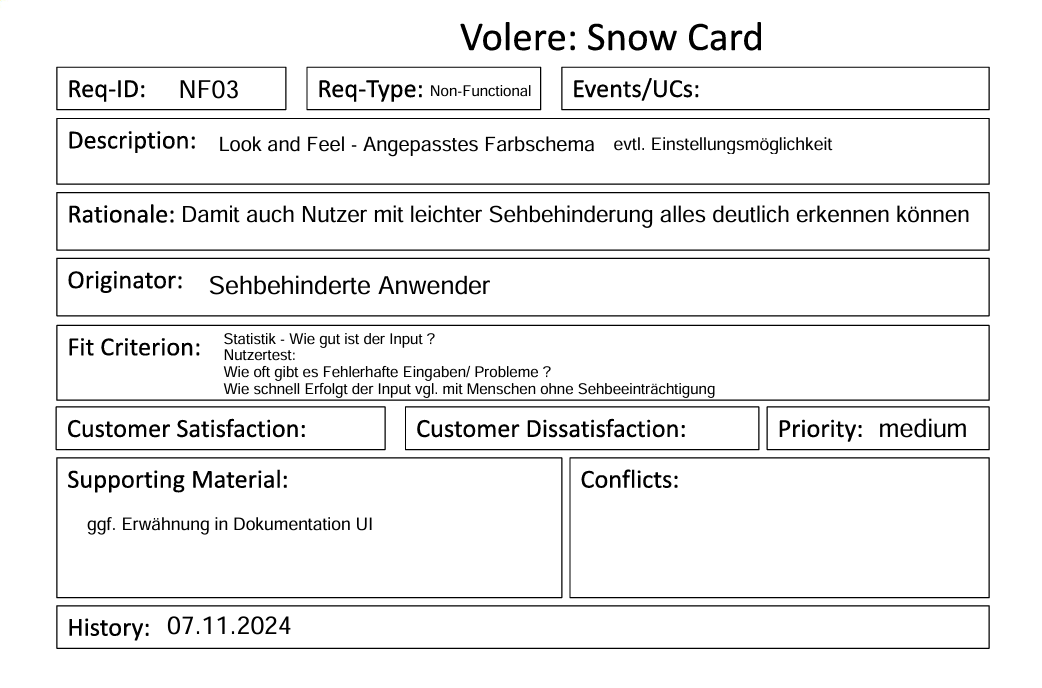 Volere: Snow Card
Req-ID: NF03
Req-Type: Non-Functional
Events/UCs:
Description: Look and Feel - Angepasstes Farbschema evtl. Einstellungsmöglichkeit
Rationale: Damit auch Nutzer mit leichter Sehbehinderung alles deutlich erkennen können
Originator: Sehbehinderte Anwender
Fit Criterion: Statistik - Wie gut ist der Input ?
Nutzertest:
Wie oft gibt es Fehlerhafte Eingaben/ Probleme ?
Wie schnell Erfolgt der Input vgl. mit Menschen ohne Sehbeeinträchtigung
Customer Satisfaction:
Customer Dissatisfaction:
Priority: medium
Supporting Material:
ggf. Erwähnung in Dokumentation UI
Conflicts:
History: 07.11.2024